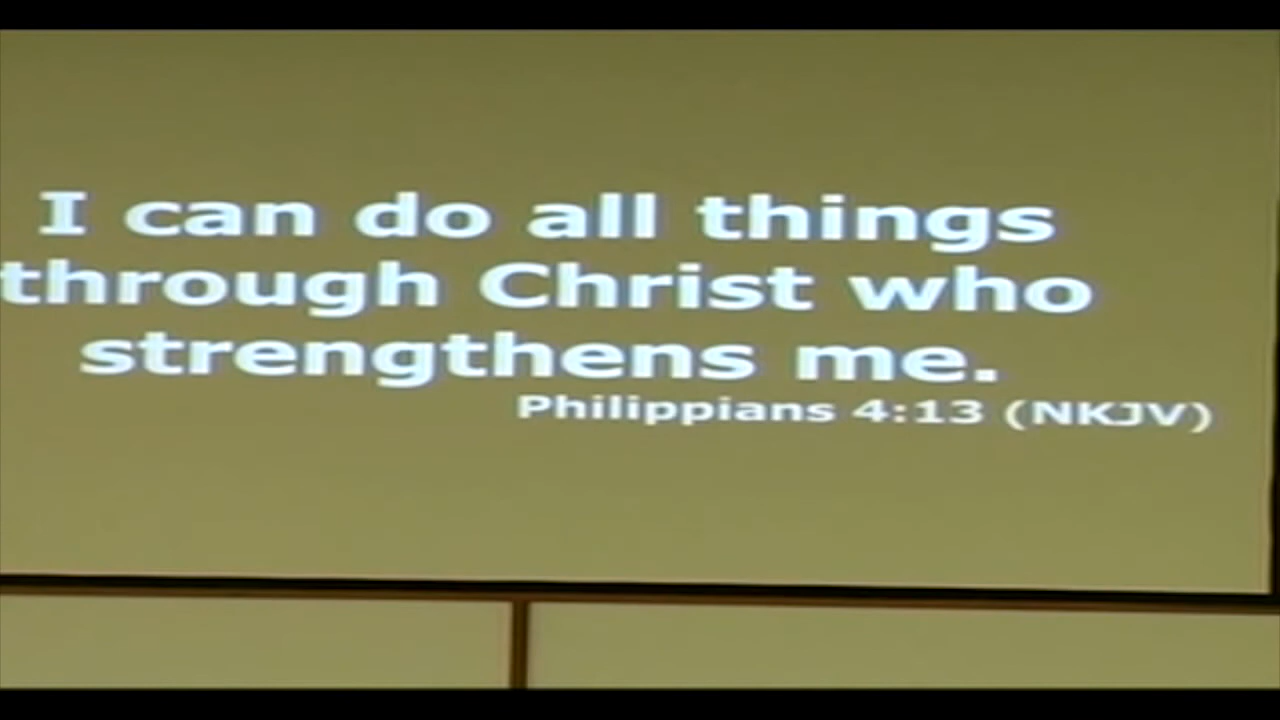 I can do all things
through Christ who
strengthens me.
Philippians 4:13 (NKJV)